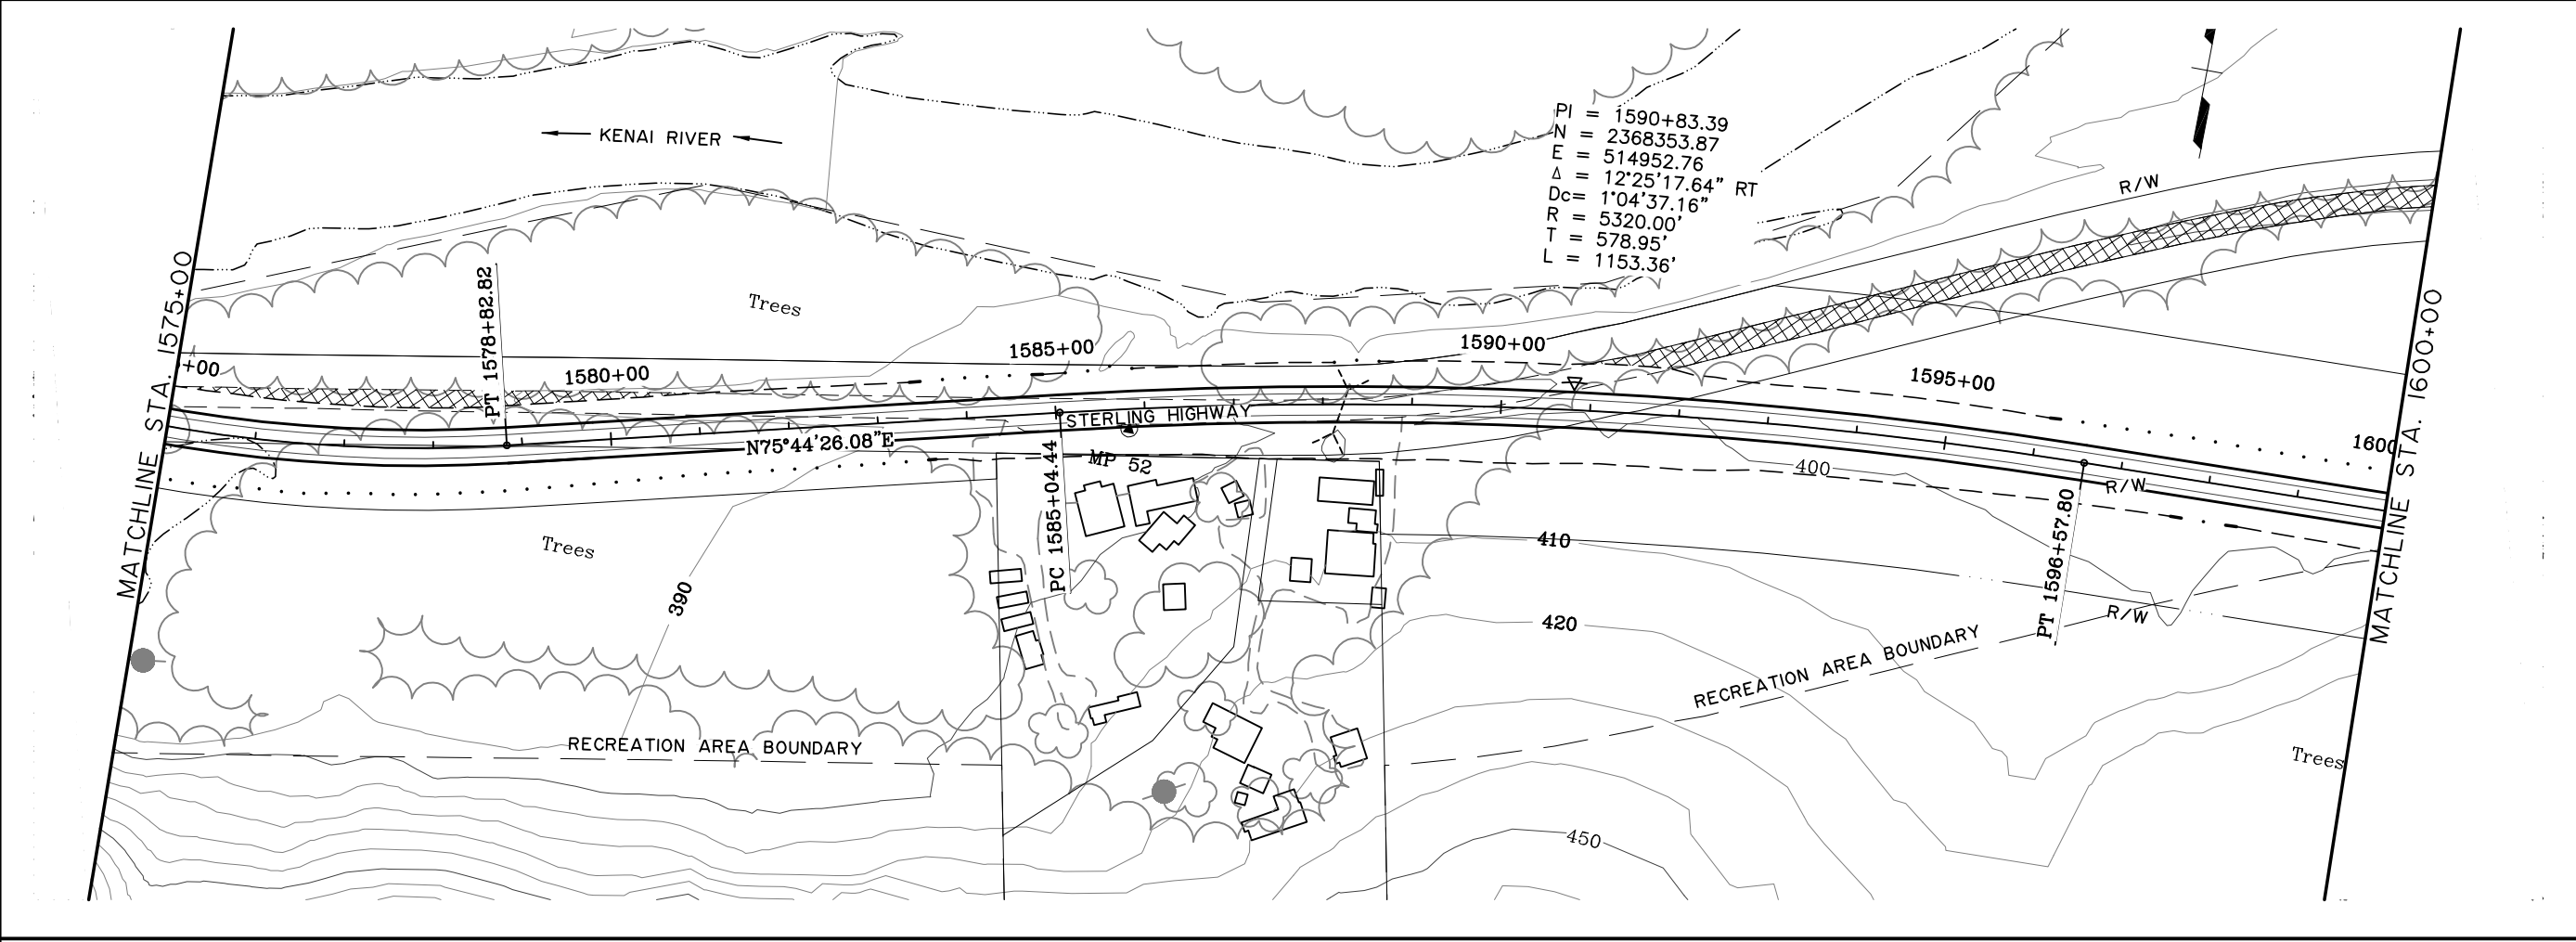 KENAI RIVER
PI = 1590+83.39
N = 2368353.87
E = 514952.76
Δ = 12°25'17.64" RT
Dc= 1°04'37.16"
R = 5320.00'
T = 578.95'
L = 1153.36'
R/W
MATCHLINE STA. 1575+00
PT 1578+82.82
Trees
+00
1580+00
1585+00
1590+00
1595+00
1600
MATCHLINE STA. 1600+00
STERLING HIGHWAY
N75°44'26.08"E
MP 52
PC 1585+04.44
400
R/W
PT 1596+57.80
Trees
390
410
420
R/W
RECREATION AREA BOUNDARY
RECREATION AREA BOUNDARY
Trees
450